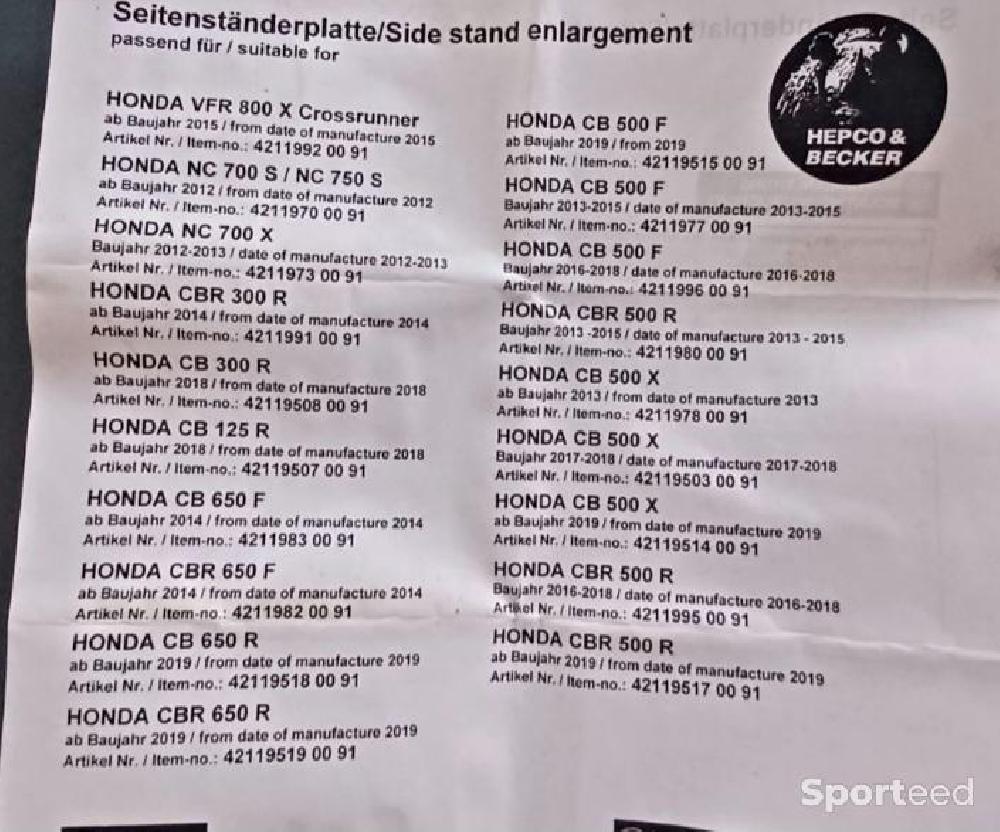 Seitenständerplatte/Side stand enlargement
passend für / suitable for
HONDA VFR 800 X Crossrunner
ab Baujahr 2015 / from date of manufacture 2015
Artikel Nr. / Item-no.: 4211992 00 91
HONDA NC 700 S / NC 750 S
ab Baujahr 2012 / from date of manufacture 2012
Artikel Nr. / Item-no.: 4211970 00 91
HONDA NC 700 X
Baujahr 2012-2013 / date of manufacture 2012-2013
Artikel Nr. / Item-no.: 4211973 00 91
HONDA CBR 300 R
ab Baujahr 2014 / from date of manufacture 2014
Artikel Nr. / Item-no.: 4211991 00 91
HONDA CB 300 R
ab Baujahr 2018 / from date of manufacture 2018
Artikel Nr. / Item-no.: 42119508 00 91
HONDA CB 125 R
ab Baujahr 2018 / from date of manufacture 2018
Artikel Nr. / Item-no.: 42119507 00 91
HONDA CB 650 F
ab Baujahr 2014 / from date of manufacture 2014
Artikel Nr. / Item-no.: 4211983 00 91
HONDA CBR 650 F
ab Baujahr 2014 / from date of manufacture 2014
Artikel Nr. / Item-no.: 4211982 00 91
HONDA CB 650 R
ab Baujahr 2019 / from date of manufacture 2019
Artikel Nr. / Item-no.: 42119518 00 91
HONDA CBR 650 R
ab Baujahr 2019 / from date of manufacture 2019
Artikel Nr. / Item-no.: 42119519 00 91
HONDA CB 500 F
ab Baujahr 2019 / from 2019
Artikel Nr. / Item-no.: 42119515 00 91
HONDA CB 500 F
Baujahr 2013-2015 / date of manufacture 2013-2015
Artikel Nr. / Item-no.: 4211977 00 91
HONDA CB 500 F
Baujahr 2016-2018 / date of manufacture 2016-2018
Artikel Nr. / Item-no.: 4211996 00 91
HONDA CBR 500 R
Baujahr 2013 -2015 / date of manufacture 2013 - 2015
Artikel Nr. / Item-no.: 4211980 00 91
HONDA CB 500 X
ab Baujahr 2013 / from date of manufacture 2013
Artikel Nr. / Item-no.: 4211978 00 91
HONDA CB 500 X
Baujahr 2017-2018 / date of manufacture 2017-2018
Artikel Nr. / Item-no.: 42119503 00 91
HONDA CB 500 X
ab Baujahr 2019 / from date of manufacture 2019
Artikel Nr. / Item-no.: 42119514 00 91
HONDA CBR 500 R
Baujahr 2016-2018 / date of manufacture 2016-2018
Artikel Nr. / Item-no.: 4211995 00 91
HONDA CBR 500 R
ab Baujahr 2019 / from date of manufacture 2019
Artikel Nr. / Item-no.: 42119517 00 91
HEPCO &
BECKER
Sporteed